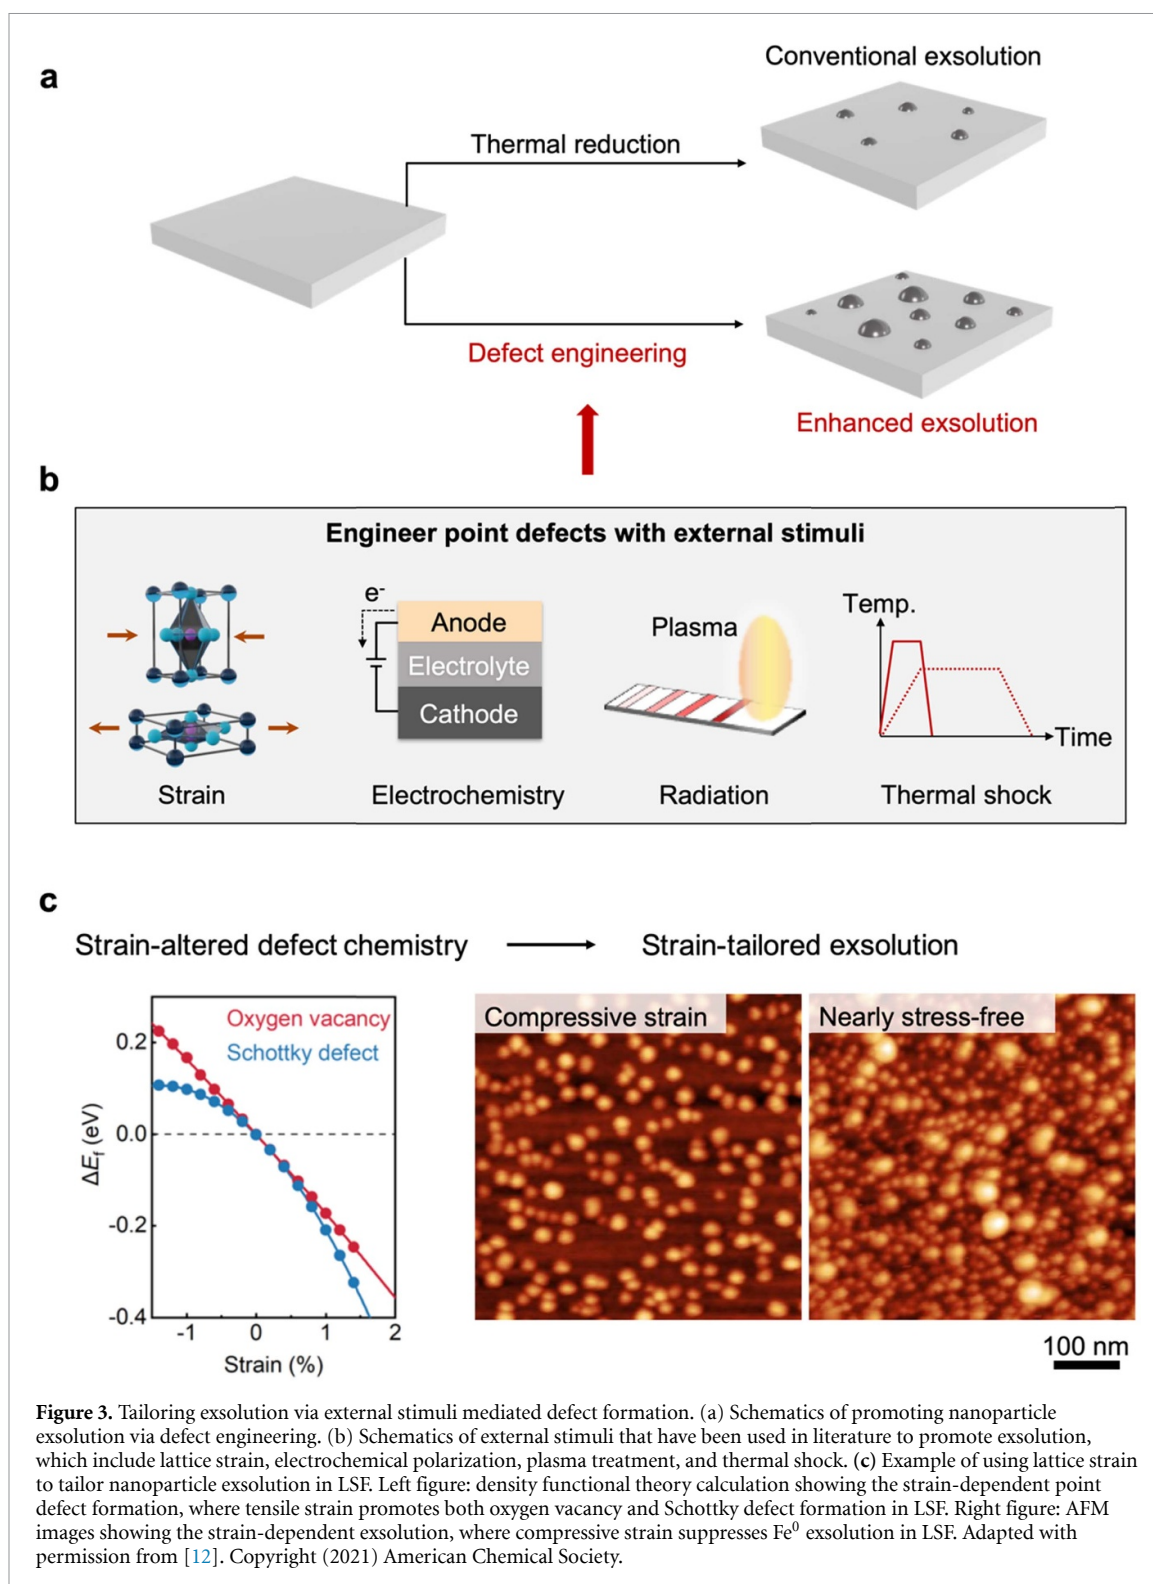 a
Conventional exsolution
Thermal reduction
Defect engineering
Enhanced exsolution
b
Engineer point defects with external stimuli
e-
Anode
Electrolyte
Cathode
Plasma
Temp.
Time
Strain
Electrochemistry
Radiation
Thermal shock
c
Strain-altered defect chemistry
Strain-tailored exsolution
Oxygen vacancy
Schottky defect
0.2
0.0
-0.2
-0.4
ΔEf (eV)
-1
0
1
2
Strain (%)
Compressive strain
Nearly stress-free
100 nm
Figure 3. Tailoring exsolution via external stimuli mediated defect formation. (a) Schematics of promoting nanoparticle
exsolution via defect engineering. (b) Schematics of external stimuli that have been used in literature to promote exsolution,
which include lattice strain, electrochemical polarization, plasma treatment, and thermal shock. (c) Example of using lattice strain
to tailor nanoparticle exsolution in LSF. Left figure: density functional theory calculation showing the strain-dependent point
defect formation, where tensile strain promotes both oxygen vacancy and Schottky defect formation in LSF. Right figure: AFM
images showing the strain-dependent exsolution, where compressive strain suppresses Fe⁰ exsolution in LSF. Adapted with
permission from [12]. Copyright (2021) American Chemical Society.